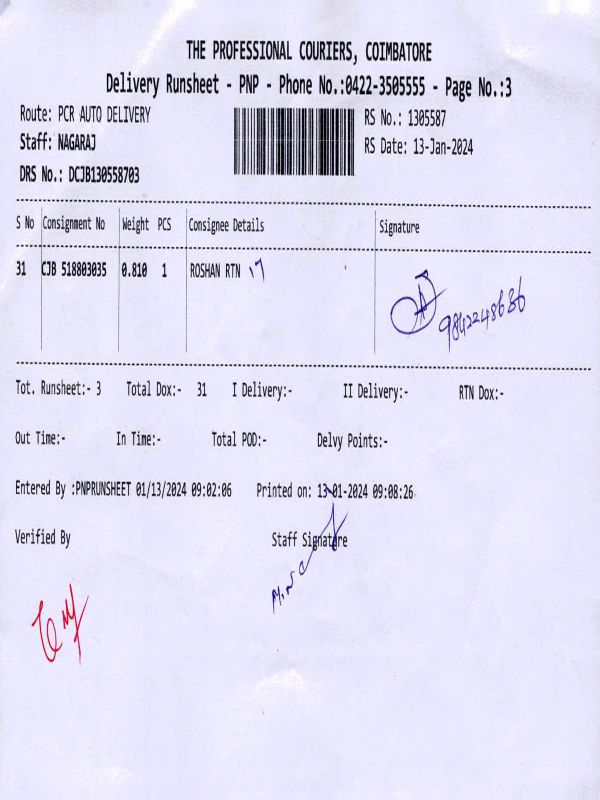 THE PROFESSIONAL COURIERS, COIMBATORE
Delivery Runsheet - PNP - Phone No.:0422-3505555 - Page No.:3
Route: PCR AUTO DELIVERY RS No.: 1305587
Staff: NAGARAJ RS Date: 13-Jan-2024
DRS No.: DCJB130558703
S No Consignment No Weight PCS Consignee Details Signature
31 CJB 518803035 0.810 1 ROSHAN RTN 17
9842248686
Tot. Runsheet:- 3 Total Dox:- 31 I Delivery:- II Delivery:- RTN Dox:-
Out Time:- In Time:- Total POD:- Delvy Points:-
Entered By :PNPRUNSHEET 01/13/2024 09:02:06 Printed on: 13-01-2024 09:08:26
Verified By Staff Signature